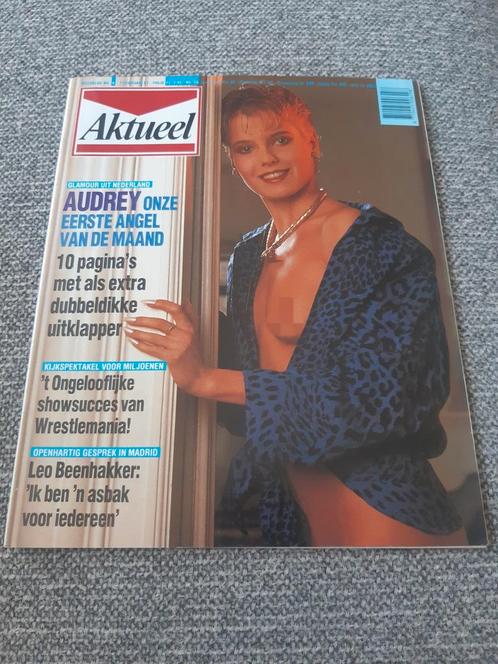 Aktueel
GLAMOUR UIT NEDERLAND
AUDREY ONZE
EERSTE ANGEL
VAN DE MAAND
10 pagina's
met als extra
dubbeldikke
uitklapper
KIJKSPEKTAKEL VOOR MILJOENEN
't Ongelooflijke
showsucces van
Wrestlemania!
OPENHARTIG GESPREK IN MADRID
Leo Beenhakker:
'Ik ben 'n asbak
voor iedereen'